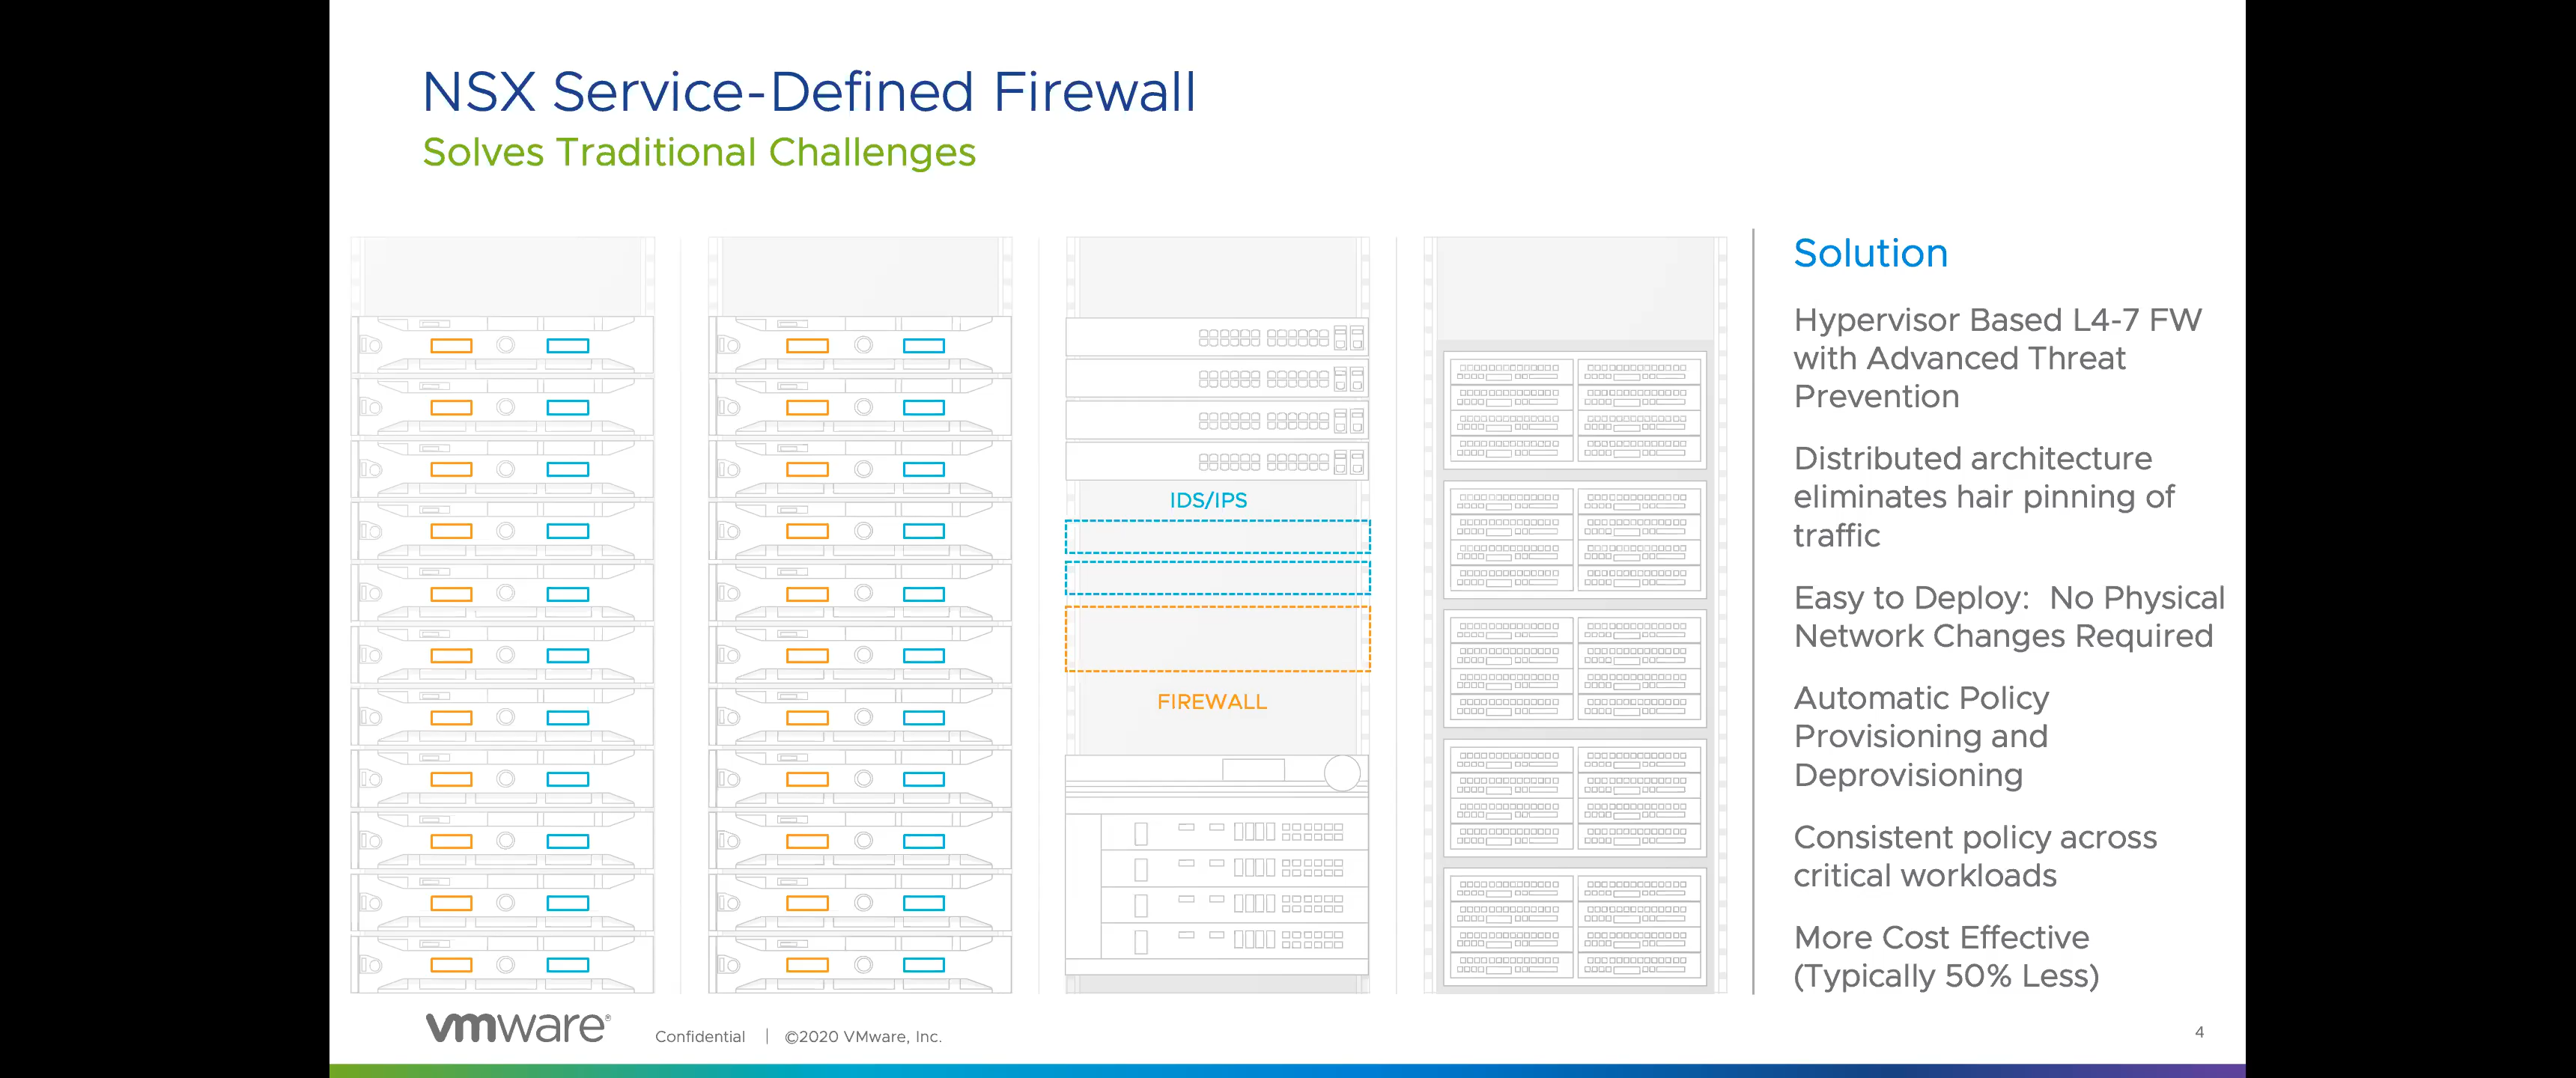 NSX Service-Defined Firewall
Solves Traditional Challenges
IDS/IPS
FIREWALL
Solution
Hypervisor Based L4-7 FW
with Advanced Threat
Prevention
Distributed architecture
eliminates hair pinning of
traffic
Easy to Deploy:  No Physical
Network Changes Required
Automatic Policy
Provisioning and
Deprovisioning
Consistent policy across
critical workloads
More Cost Effective
(Typically 50% Less)
vmware®
Confidential | ©2020 VMware, Inc.
4